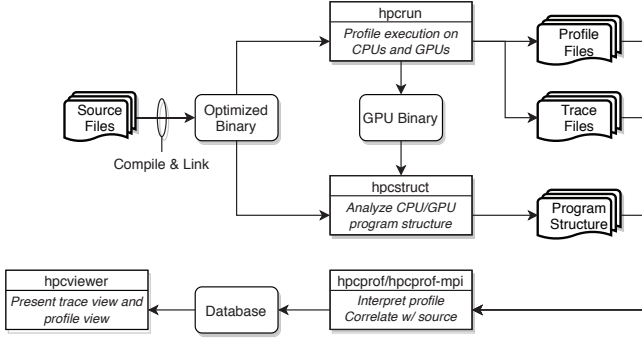 hpcrun
Profile execution on
CPUs and GPUs
Profile
Files
Source
Files
Optimized
Binary
GPU Binary
Trace
Files
Compile & Link
hpcstruct
Analyze CPU/GPU
program structure
Program
Structure
hpcviewer
Present trace view and
profile view
Database
hpcprof/hpcprof-mpi
Interpret profile
Correlate w/ source